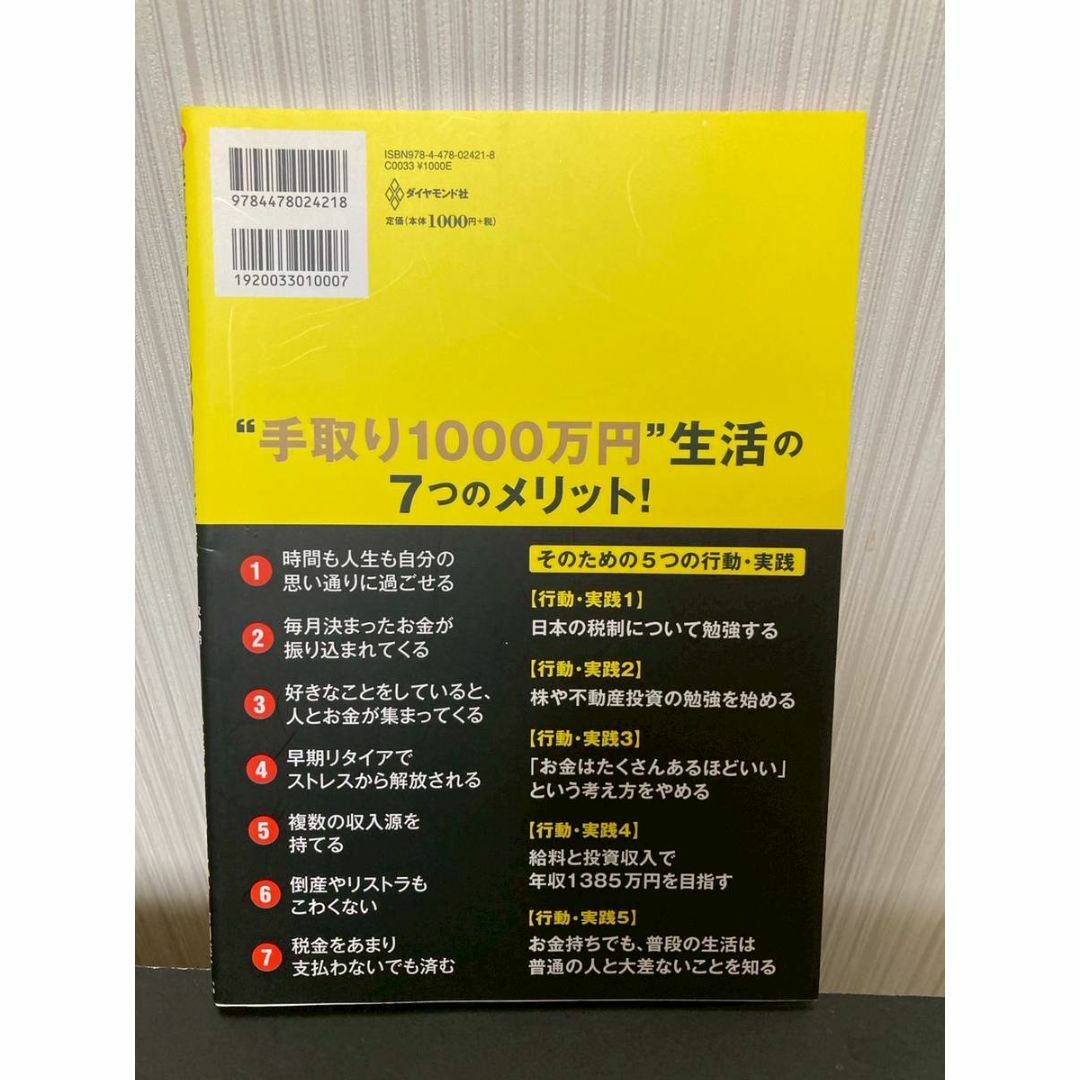 ISBN978-4-478-02421-8
C0033 ¥1000E
ダイヤモンド社
定価(本体1000円+税)
9784478024218
1920033010007
“手取り1000万円”生活の
7つのメリット!
1 時間も人生も自分の
思い通りに過ごせる
2 毎月決まったお金が
振り込まれてくる
3 好きなことをしていると、
人とお金が集まってくる
4 早期リタイアで
ストレスから解放される
5 複数の収入源を
持てる
6 倒産やリストラも
こわくない
7 税金をあまり
支払わないでも済む
そのための5つの行動・実践
【行動・実践1】
日本の税制について勉強する
【行動・実践2】
株や不動産投資の勉強を始める
【行動・実践3】
「お金はたくさんあるほどいい」
という考え方をやめる
【行動・実践4】
給料と投資収入で
年収1385万円を目指す
【行動・実践5】
お金持ちでも、普段の生活は
普通の人と大差ないことを知る